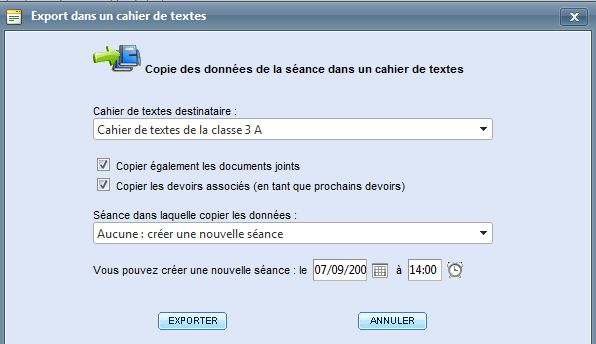 Export dans un cahier de textes
Copie des données de la séance dans un cahier de textes
Cahier de textes destinataire :
Cahier de textes de la classe 3 A
Copier également les documents joints
Copier les devoirs associés (en tant que prochains devoirs)
Séance dans laquelle copier les données :
Aucune : créer une nouvelle séance
Vous pouvez créer une nouvelle séance : le 07/09/200 à 14:00
EXPORTER ANNULER